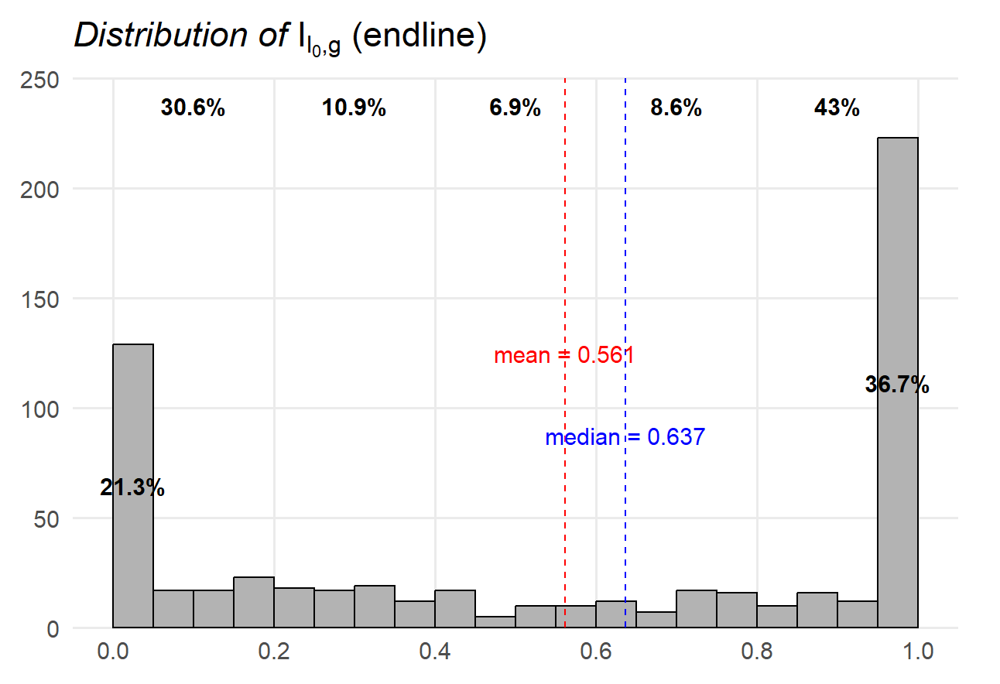 Distribution of I_{I_0,g} (endline)
250
30.6% 10.9% 6.9% 8.6% 43%
200
150
mean = 0.561
36.7%
100
median = 0.637
21.3%
50
0
0.0 0.2 0.4 0.6 0.8 1.0